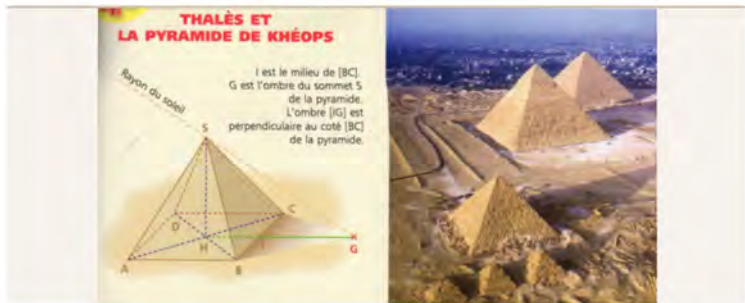 THALÈS ET
LA PYRAMIDE DE KHÉOPS
I est le milieu de [BC].
G est l'ombre du sommet S
de la pyramide.
L'ombre [IG] est
perpendiculaire au coté [BC]
de la pyramide.
Rayon du soleil
S
D
C
H
I
G
A
B